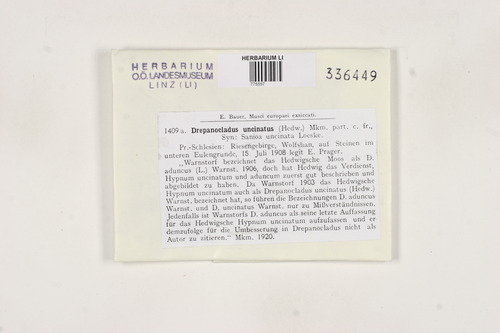 HERBARIUM
O.Ö. LANDESMUSEUM
LINZ (LI)
HERBARIUM LI
336449
E. Bauer, Musci europaei exsiccati.
1409 a. Drepanocladus uncinatus (Hedw.) Mkm. patt. c. fr.,
Syn: Sanioa uncinata Loeske.
Pr.-Schlesien: Riesengebirge, Wolfshau, auf Steinen im
unteren Eulengrunde, 15. Juli 1908 legit E. Prager.
„Warnstorf bezeichnet das Hedwigsche Moos als D.
aduncus (L.) Warnst. 1906, doch hat Hedwig das Verdienst,
Hypnum uncinatum und aduncum zuerst gut beschrieben und
abgebildet zu haben. Da Warnstorf 1903 das Hedwigsche
Hypnum uncinatum auch als Drepanocladus uncinatus (Hedw.)
Warnst. bezeichnet hat, so führen die Bezeichnungen D. aduncus
Warnst. und D. uncinatus Warnst. nur zu Mißverständnissen.
Jedenfalls ist Warnstorfs D. aduncus als seine letzte Auffassung
für das Hedwigsche Hypnum uncinatum aufzufassen und er
demzufolge für die Umbesserung in Drepanocladus nicht als
Autor zu zitieren.“ Mkm. 1920.